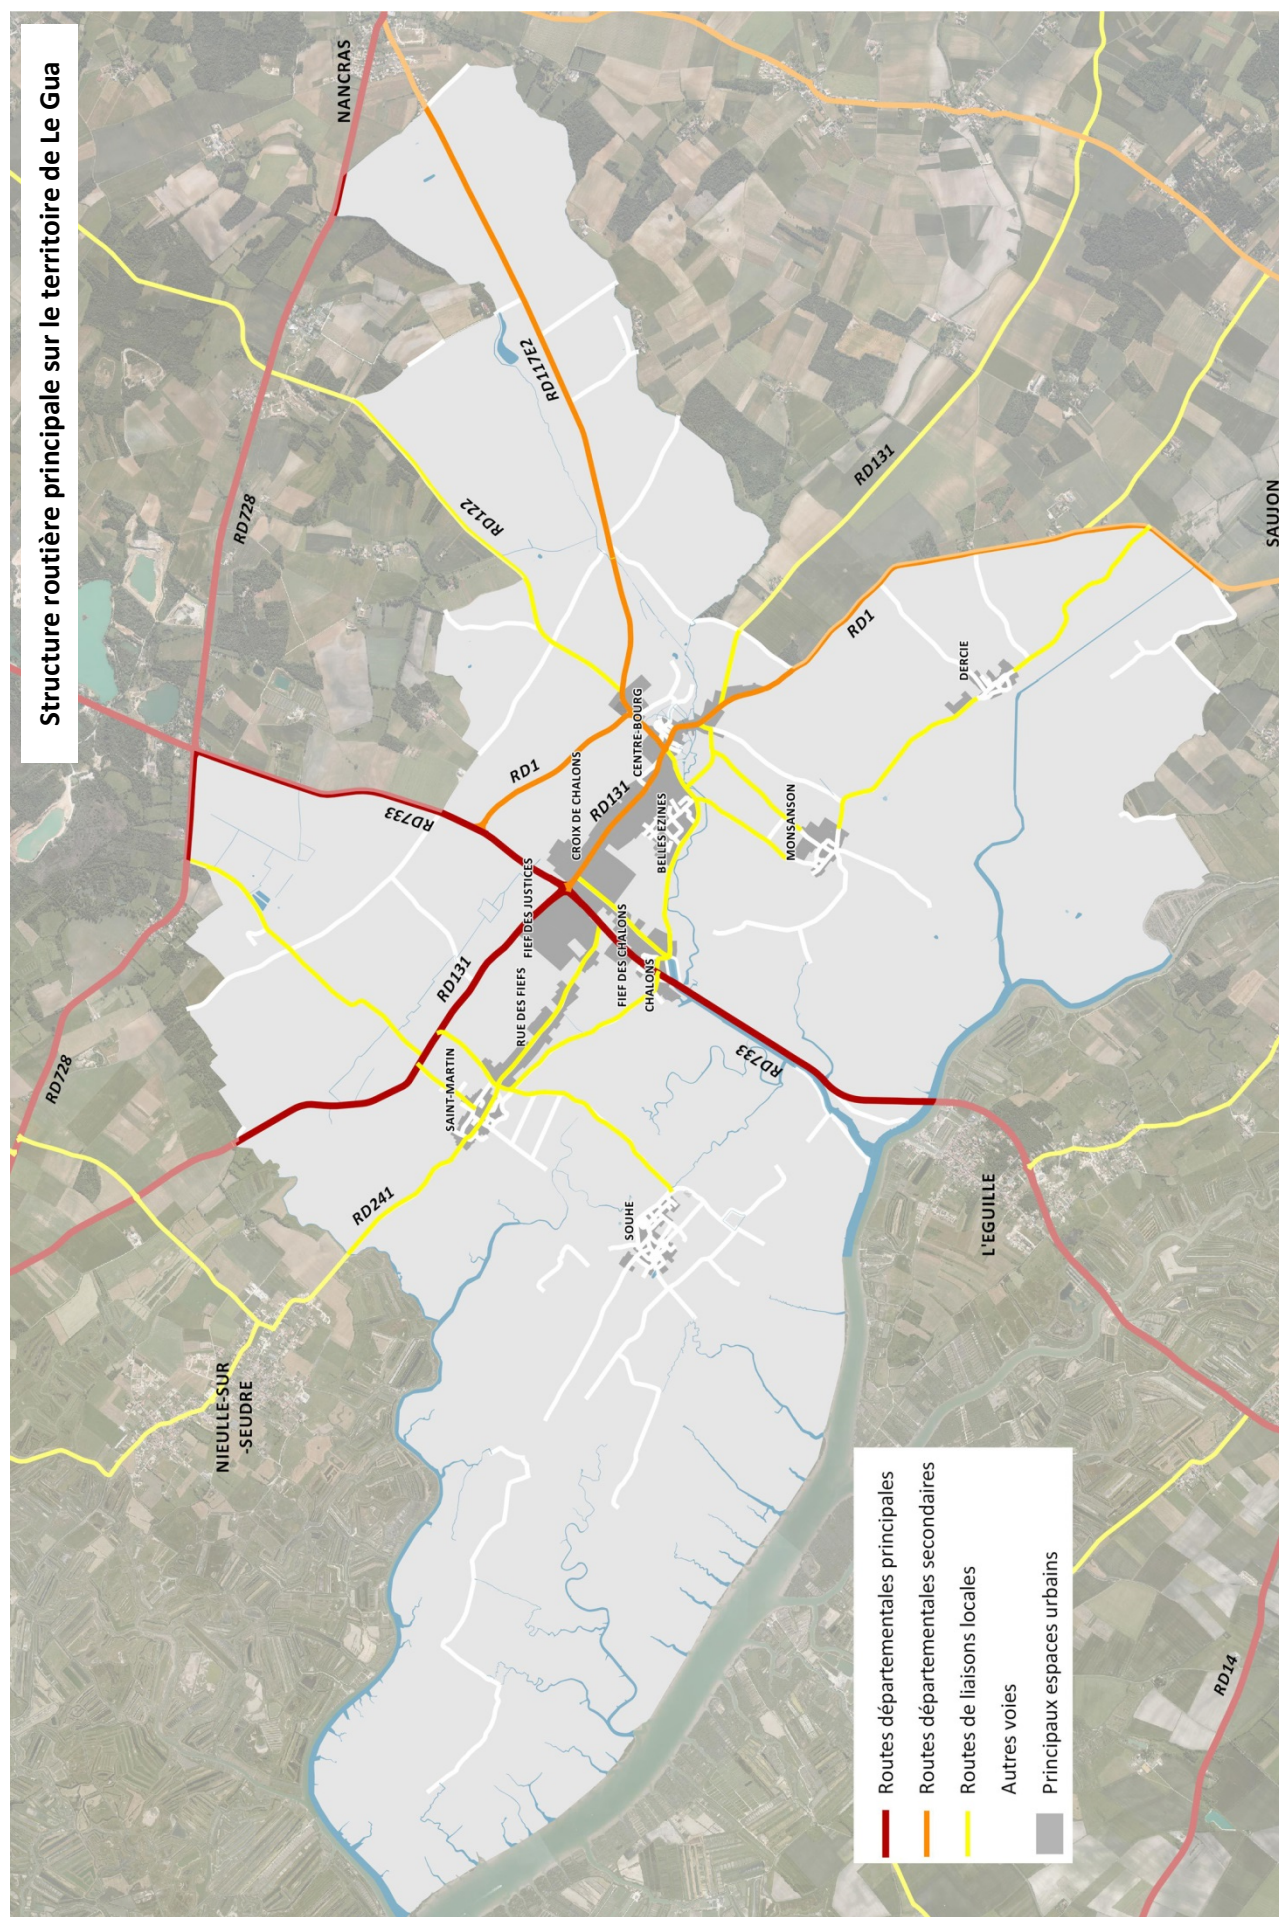 Structure routière principale sur le territoire de Le Gua
NANCRAS
RD728
RD122
RD117E2
RD131
RD1
SAUJON
DERCIE
RD1
RD733
CROIX DE CHALONS
CENTRE-BOURG
RD131
BELLES EZINES
MONSANSON
FIEF DES JUSTICES
FIEF DES CHALONS
CHALONS
RUE DES FIEFS
RD131
RD728
SAINT-MARTIN
RD733
RD241
SOUHE
L'EGUILLE
NIEULLE-SUR
-SEUDRE
RD14
Routes départementales principales
Routes départementales secondaires
Routes de liaisons locales
Autres voies
Principaux espaces urbains